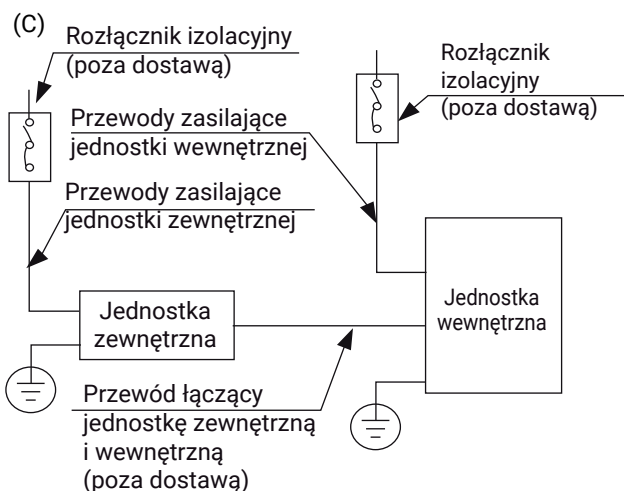 (C)
Rozłącznik izolacyjny
(poza dostawą)
Rozłącznik
izolacyjny
(poza dostawą)
Przewody zasilające
jednostki wewnętrznej
Przewody zasilające
jednostki zewnętrznej
Jednostka
zewnętrzna
Jednostka
wewnętrzna
Przewód łączący
jednostkę zewnętrzną
i wewnętrzną
(poza dostawą)